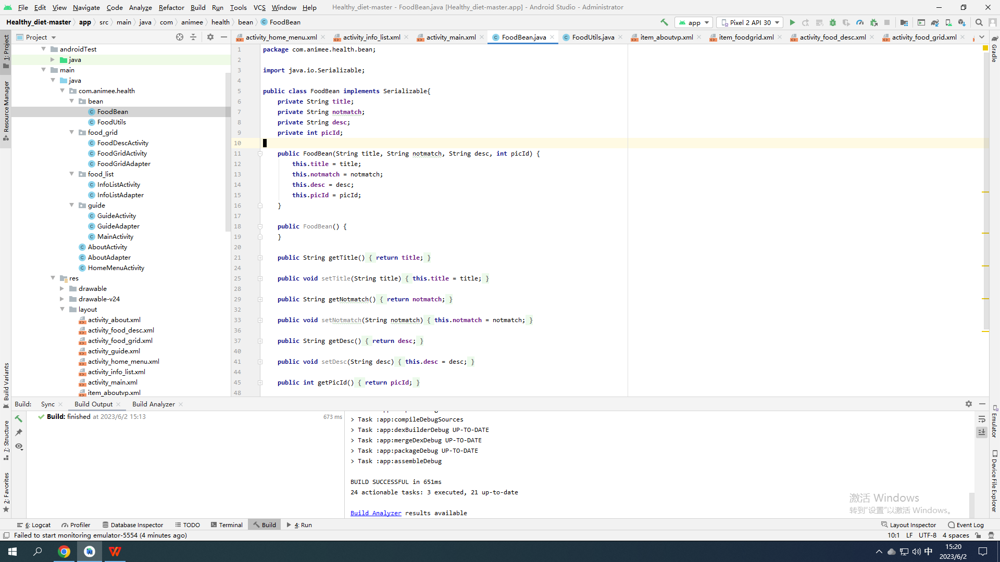 File Edit View Navigate Code Analyze Refactor Build Run Tools VCS Window Help Healthy_diet-master - FoodBean.java [Healthy_diet-master.app] - Android Studio - Administrator
Healthy_diet-master app src main java com animee health bean FoodBean app Pixel 2 API 30
Project activity_home_menu.xml activity_info_list.xml activity_main.xml FoodBean.java FoodUtils.java item_aboutvp.xml item_foodgrid.xml activity_food_desc.xml activity_food_grid.xml
1: Project
Resource Manager
Build Variants
7: Structure
2: Favorites
androidTest
java
main
java
com.animee.health
bean
FoodBean
FoodUtils
food_grid
FoodDescActivity
FoodGridActivity
FoodGridAdapter
food_list
InfoListActivity
InfoListAdapter
guide
GuideActivity
GuideAdapter
MainActivity
AboutActivity
AboutAdapter
HomeMenuActivity
res
drawable
drawable-v24
layout
activity_about.xml
activity_food_desc.xml
activity_food_grid.xml
activity_guide.xml
activity_home_menu.xml
activity_info_list.xml
activity_main.xml
item_aboutvp.xml
1 package com.animee.health.bean;
2
3 import java.io.Serializable;
4
5 public class FoodBean implements Serializable{
6 private String title;
7 private String notmatch;
8 private String desc;
9 private int picId;
10
11 public FoodBean(String title, String notmatch, String desc, int picId) {
12 this.title = title;
13 this.notmatch = notmatch;
14 this.desc = desc;
15 this.picId = picId;
16 }
17
18 public FoodBean() {
19 }
20
21 public String getTitle() { return title; }
24
25 public void setTitle(String title) { this.title = title; }
28
29 public String getNotmatch() { return notmatch; }
32
33 public void setNotmatch(String notmatch) { this.notmatch = notmatch; }
36
37 public String getDesc() { return desc; }
40
41 public void setDesc(String desc) { this.desc = desc; }
44
45 public int getPicId() { return picId; }
48
Gradle
Emulator
Device File Explorer
Build: Sync Build Output Build Analyzer
Build: finished at 2023/6/2 15:13 673 ms
> Task :app:compileDebugSources
> Task :app:dexBuilderDebug UP-TO-DATE
> Task :app:mergeDexDebug UP-TO-DATE
> Task :app:packageDebug UP-TO-DATE
> Task :app:assembleDebug
BUILD SUCCESSFUL in 651ms
24 actionable tasks: 3 executed, 21 up-to-date
Build Analyzer results available
激活 Windows
转到“设置”以激活 Windows。
6: Logcat Profiler Database Inspector TODO Terminal Build 4: Run Layout Inspector Event Log
Failed to start monitoring emulator-5554 (4 minutes ago) 10:1 LF UTF-8 4 spaces
中 15:20
2023/6/2